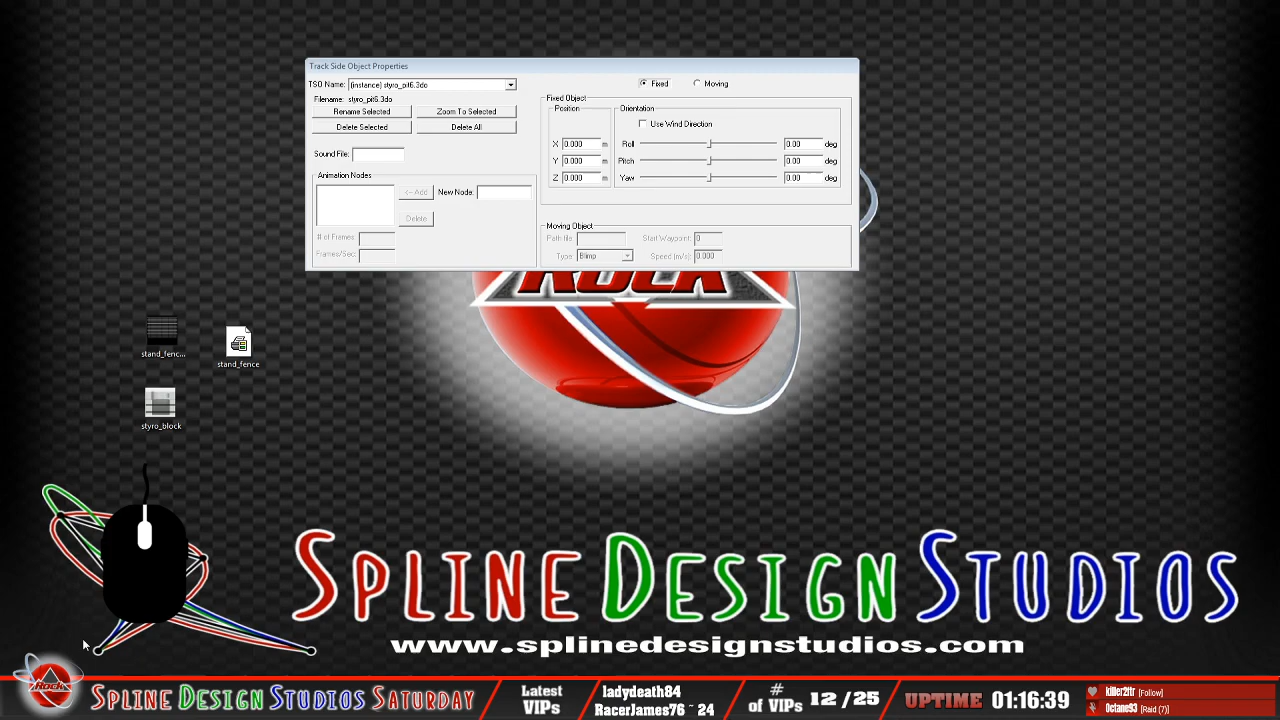 Track Side Object Properties
TSO Name: (instance) styro_pit6.3do
Filename: styro_pit6.3do
Rename Selected Zoom To Selected
Delete Selected Delete All
Sound File:
Animation Nodes
<-- Add New Node:
Delete
# of Frames
Frames/Sec:
Fixed Moving
Fixed Object
Position
X 0.000 m
Y 0.000 m
Z 0.000 m
Orientation
Use Wind Direction
Roll 0.00 deg
Pitch 0.00 deg
Yaw 0.00 deg
Moving Object
Path file Start Waypoint: 0
Type: Blimp Speed (m/s): 0.000
ROCK
stand_fenc...
stand_fence
styro_block
SPLINE DESIGN STUDIOS
www.splinedesignstudios.com
ROCK
SPLINE DESIGN STUDIOS SATURDAY
Latest VIPs
ladydeath84
RacerJames76 ~ 24
# of VIPs 12 / 25
UPTIME 01:16:39
killer2ltr [Follow]
Octane93 [Raid (7)]